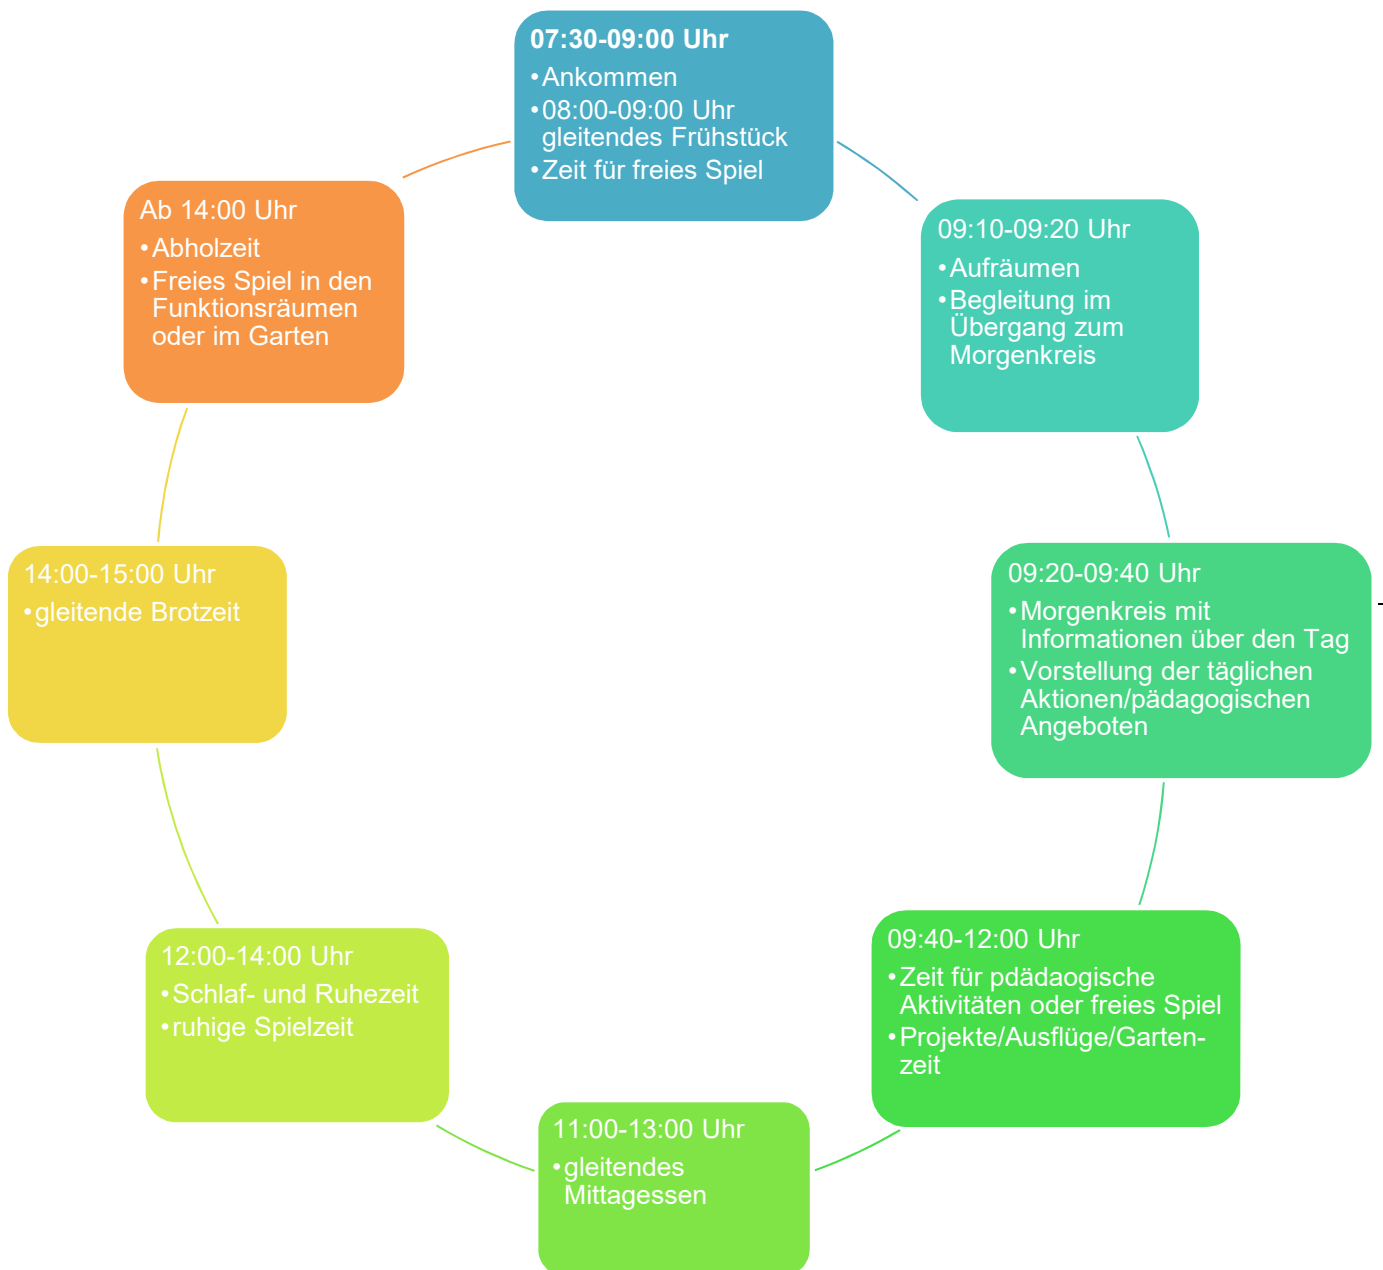 07:30-09:00 Uhr
•Ankommen
•08:00-09:00 Uhr
gleitendes Frühstück
•Zeit für freies Spiel
09:10-09:20 Uhr
•Aufräumen
•Begleitung im
Übergang zum
Morgenkreis
09:20-09:40 Uhr
•Morgenkreis mit
Informationen über den Tag
•Vorstellung der täglichen
Aktionen/pädagogischen
Angeboten
09:40-12:00 Uhr
•Zeit für pdädaogische
Aktivitäten oder freies Spiel
•Projekte/Ausflüge/Garten-
zeit
11:00-13:00 Uhr
•gleitendes
Mittagessen
12:00-14:00 Uhr
•Schlaf- und Ruhezeit
•ruhige Spielzeit
14:00-15:00 Uhr
•gleitende Brotzeit
Ab 14:00 Uhr
•Abholzeit
•Freies Spiel in den
Funktionsräumen
oder im Garten